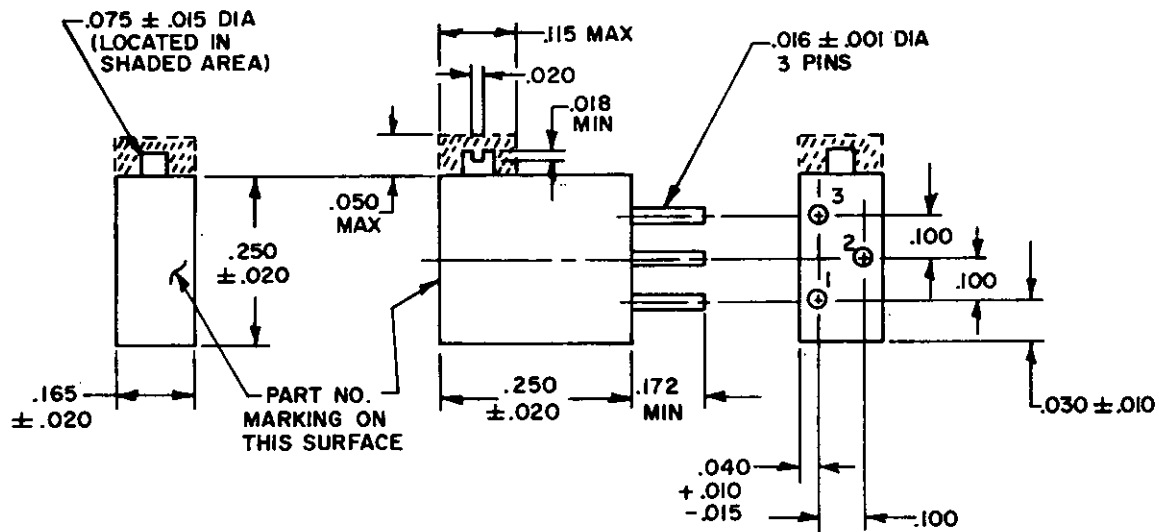 .075 ± .015 DIA
(LOCATED IN
SHADED AREA)
.115 MAX
.020
.018
MIN
.016 ± .001 DIA
3 PINS
.050
MAX
.250
± .020
3
2
1
.100
.100
.165
± .020
PART NO.
MARKING ON
THIS SURFACE
.250
± .020
.172
MIN
.030 ± .010
.040
+ .010
- .015
.100